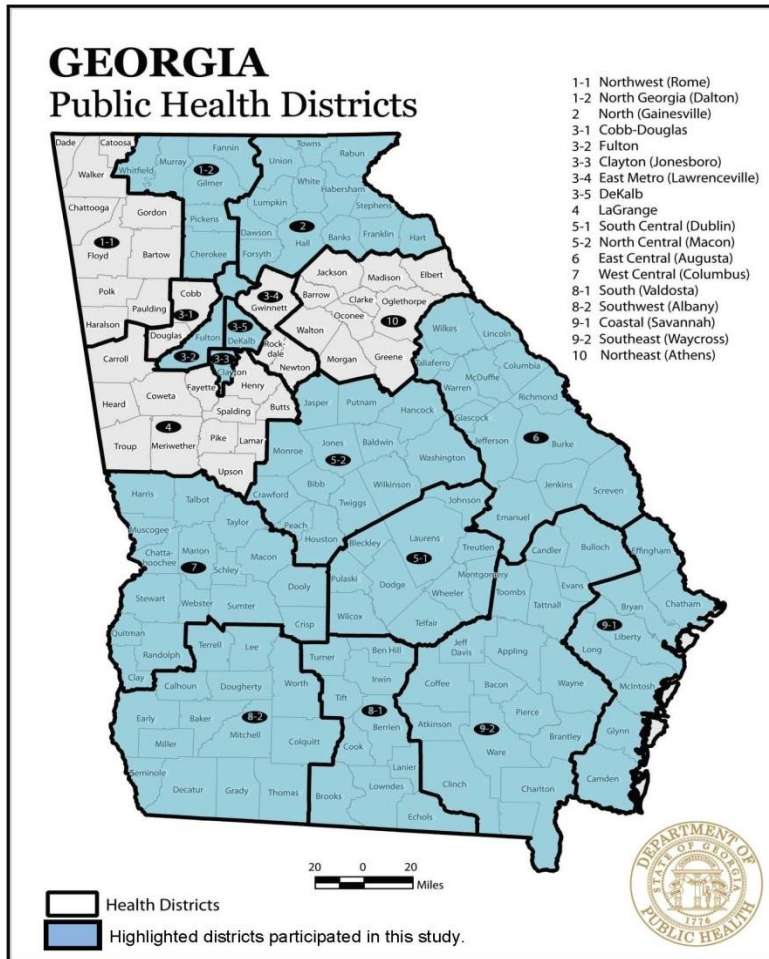 GEORGIA
Public Health Districts
1-1 Northwest (Rome)
1-2 North Georgia (Dalton)
2 North (Gainesville)
3-1 Cobb-Douglas
3-2 Fulton
3-3 Clayton (Jonesboro)
3-4 East Metro (Lawrenceville)
3-5 DeKalb
4 LaGrange
5-1 South Central (Dublin)
5-2 North Central (Macon)
6 East Central (Augusta)
7 West Central (Columbus)
8-1 South (Valdosta)
8-2 Southwest (Albany)
9-1 Coastal (Savannah)
9-2 Southeast (Waycross)
10 Northeast (Athens)
Dade
Catoosa
Walker
Chattooga
Gordon
1-1
Floyd
Bartow
Polk
Paulding
Haralson
Whitfield
Murray
Fannin
1-2
Gilmer
Pickens
Cherokee
Towns
Union
Rabun
White
Habersham
Lumpkin
Stephens
Dawson
2
Hall
Banks
Franklin
Hart
Forsyth
Cobb
3-1
Douglas
Fulton
3-2
3-3
Clayton
3-4
Gwinnett
3-5
DeKalb
Rock-
dale
Newton
Jackson
Madison
Elbert
Barrow
Clarke
Oglethorpe
Oconee
10
Walton
Morgan
Greene
Carroll
Heard
Coweta
Fayette
Henry
Spalding
Butts
4
Troup
Meriwether
Pike
Lamar
Upson
Wilkes
Lincoln
Taliaferro
Columbia
McDuffie
Warren
Richmond
Glascock
Jefferson
6
Burke
Jenkins
Screven
Emanuel
Jasper
Putnam
Hancock
Jones
Baldwin
Monroe
5-2
Washington
Bibb
Wilkinson
Crawford
Twiggs
Peach
Houston
Johnson
Laurens
Bleckley
Treutlen
5-1
Montgomery
Pulaski
Dodge
Wheeler
Wilcox
Telfair
Harris
Talbot
Taylor
Muscogee
Chatta-
hoochee
Marion
Macon
7
Schley
Dooly
Stewart
Webster
Sumter
Crisp
Quitman
Randolph
Clay
Terrell
Lee
Calhoun
Dougherty
Worth
Early
Baker
8-2
Mitchell
Miller
Colquitt
Seminole
Decatur
Grady
Thomas
Turner
Ben Hill
Irwin
Tift
8-1
Berrien
Cook
Lanier
Brooks
Lowndes
Echols
Candler
Bulloch
Toombs
Evans
Tattnall
Jeff
Davis
Appling
Coffee
Bacon
Wayne
Pierce
Atkinson
9-2
Brantley
Ware
Clinch
Charlton
Effingham
Bryan
Chatham
9-1
Liberty
Long
McIntosh
Glynn
Camden
20 0 20
Miles
Health Districts
Highlighted districts participated in this study.
DEPARTMENT OF
STATE OF GEORGIA
1776
PUBLIC HEALTH